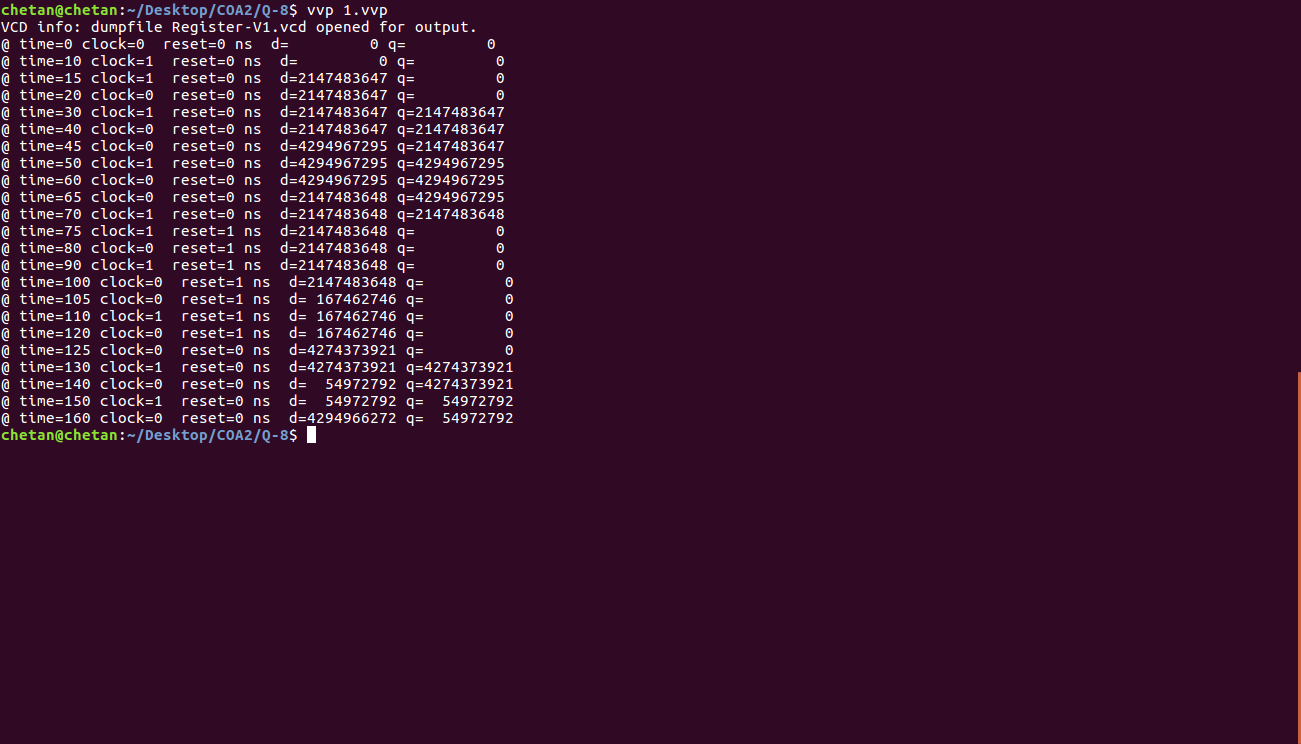 chetan@chetan:~/Desktop/COA2/Q-8$ vvp 1.vvp
VCD info: dumpfile Register-V1.vcd opened for output.
@ time=0 clock=0  reset=0 ns  d=         0 q=         0
@ time=10 clock=1  reset=0 ns  d=         0 q=         0
@ time=15 clock=1  reset=0 ns  d=2147483647 q=         0
@ time=20 clock=0  reset=0 ns  d=2147483647 q=         0
@ time=30 clock=1  reset=0 ns  d=2147483647 q=2147483647
@ time=40 clock=0  reset=0 ns  d=2147483647 q=2147483647
@ time=45 clock=0  reset=0 ns  d=4294967295 q=2147483647
@ time=50 clock=1  reset=0 ns  d=4294967295 q=4294967295
@ time=60 clock=0  reset=0 ns  d=4294967295 q=4294967295
@ time=65 clock=0  reset=0 ns  d=2147483648 q=4294967295
@ time=70 clock=1  reset=0 ns  d=2147483648 q=2147483648
@ time=75 clock=1  reset=1 ns  d=2147483648 q=         0
@ time=80 clock=0  reset=1 ns  d=2147483648 q=         0
@ time=90 clock=1  reset=1 ns  d=2147483648 q=         0
@ time=100 clock=0  reset=1 ns  d=2147483648 q=         0
@ time=105 clock=0  reset=1 ns  d= 167462746 q=         0
@ time=110 clock=1  reset=1 ns  d= 167462746 q=         0
@ time=120 clock=0  reset=1 ns  d= 167462746 q=         0
@ time=125 clock=0  reset=0 ns  d=4274373921 q=         0
@ time=130 clock=1  reset=0 ns  d=4274373921 q=4274373921
@ time=140 clock=0  reset=0 ns  d=  54972792 q=4274373921
@ time=150 clock=1  reset=0 ns  d=  54972792 q=  54972792
@ time=160 clock=0  reset=0 ns  d=4294966272 q=  54972792
chetan@chetan:~/Desktop/COA2/Q-8$